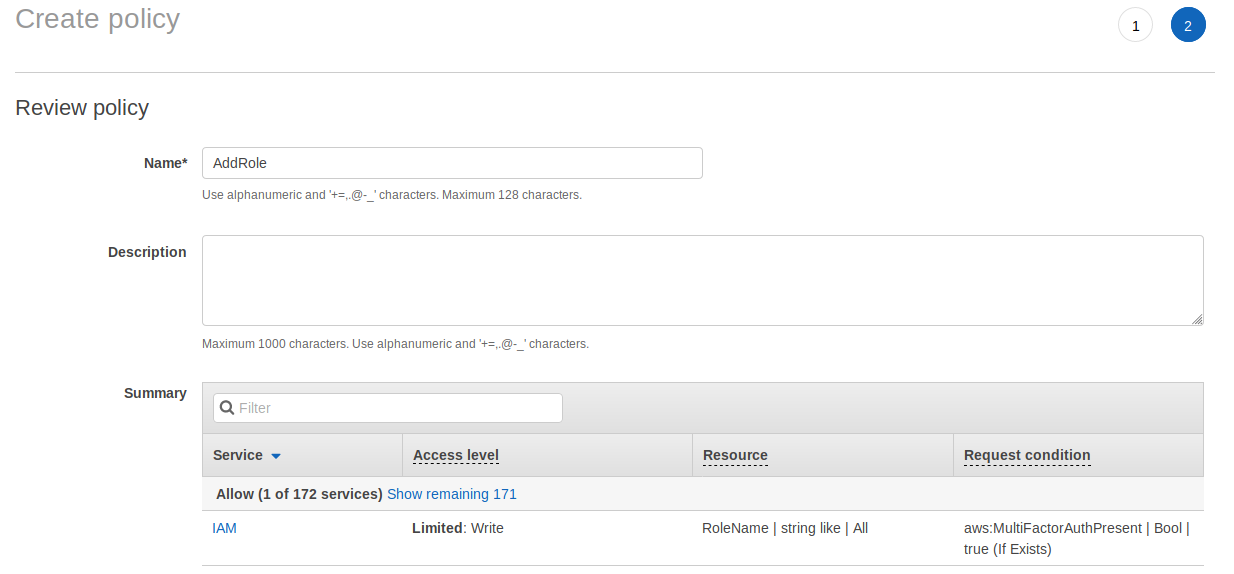 Create policy
1
2
Review policy
Name*
AddRole
Use alphanumeric and '+=,.@-_' characters. Maximum 128 characters.
Description
Maximum 1000 characters. Use alphanumeric and '+=,.@-_' characters.
Summary
Filter
Service Access level Resource Request condition
Allow (1 of 172 services) Show remaining 171
IAM Limited: Write RoleName | string like | All aws:MultiFactorAuthPresent | Bool |
true (If Exists)